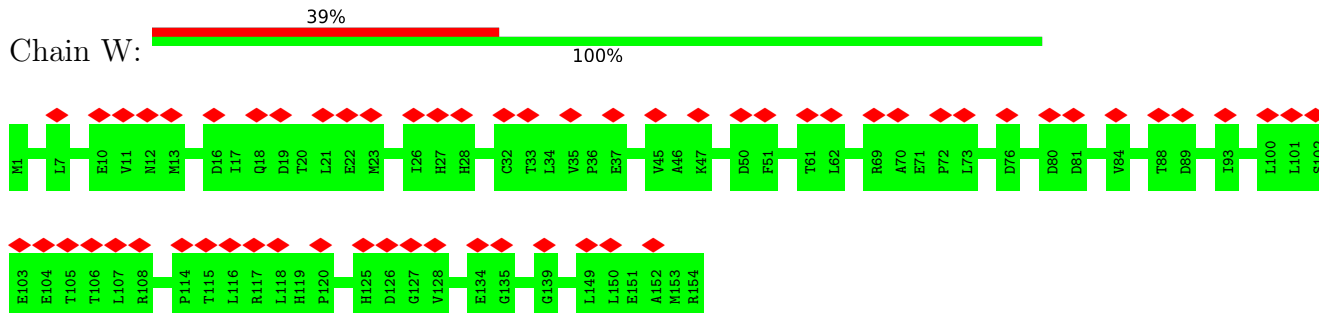 39%
Chain W:
100%
M1 L7 E10 V11 N12 M13 D16 I17 Q18 D19 T20 L21 E22 M23 I26 H27 H28 C32 T33 L34 V35 P36 E37 V45 A46 K47 D50 F51 T61 L62 R69 A70 E71 P72 L73 D76 D80 D81 V84 T88 D89 I93 L100 L101 S102
E103 E104 T105 T106 L107 R108 P114 T115 L116 R117 L118 H119 P120 H125 D126 G127 V128 E134 G135 G139 L149 L150 E151 A152 M153 R154